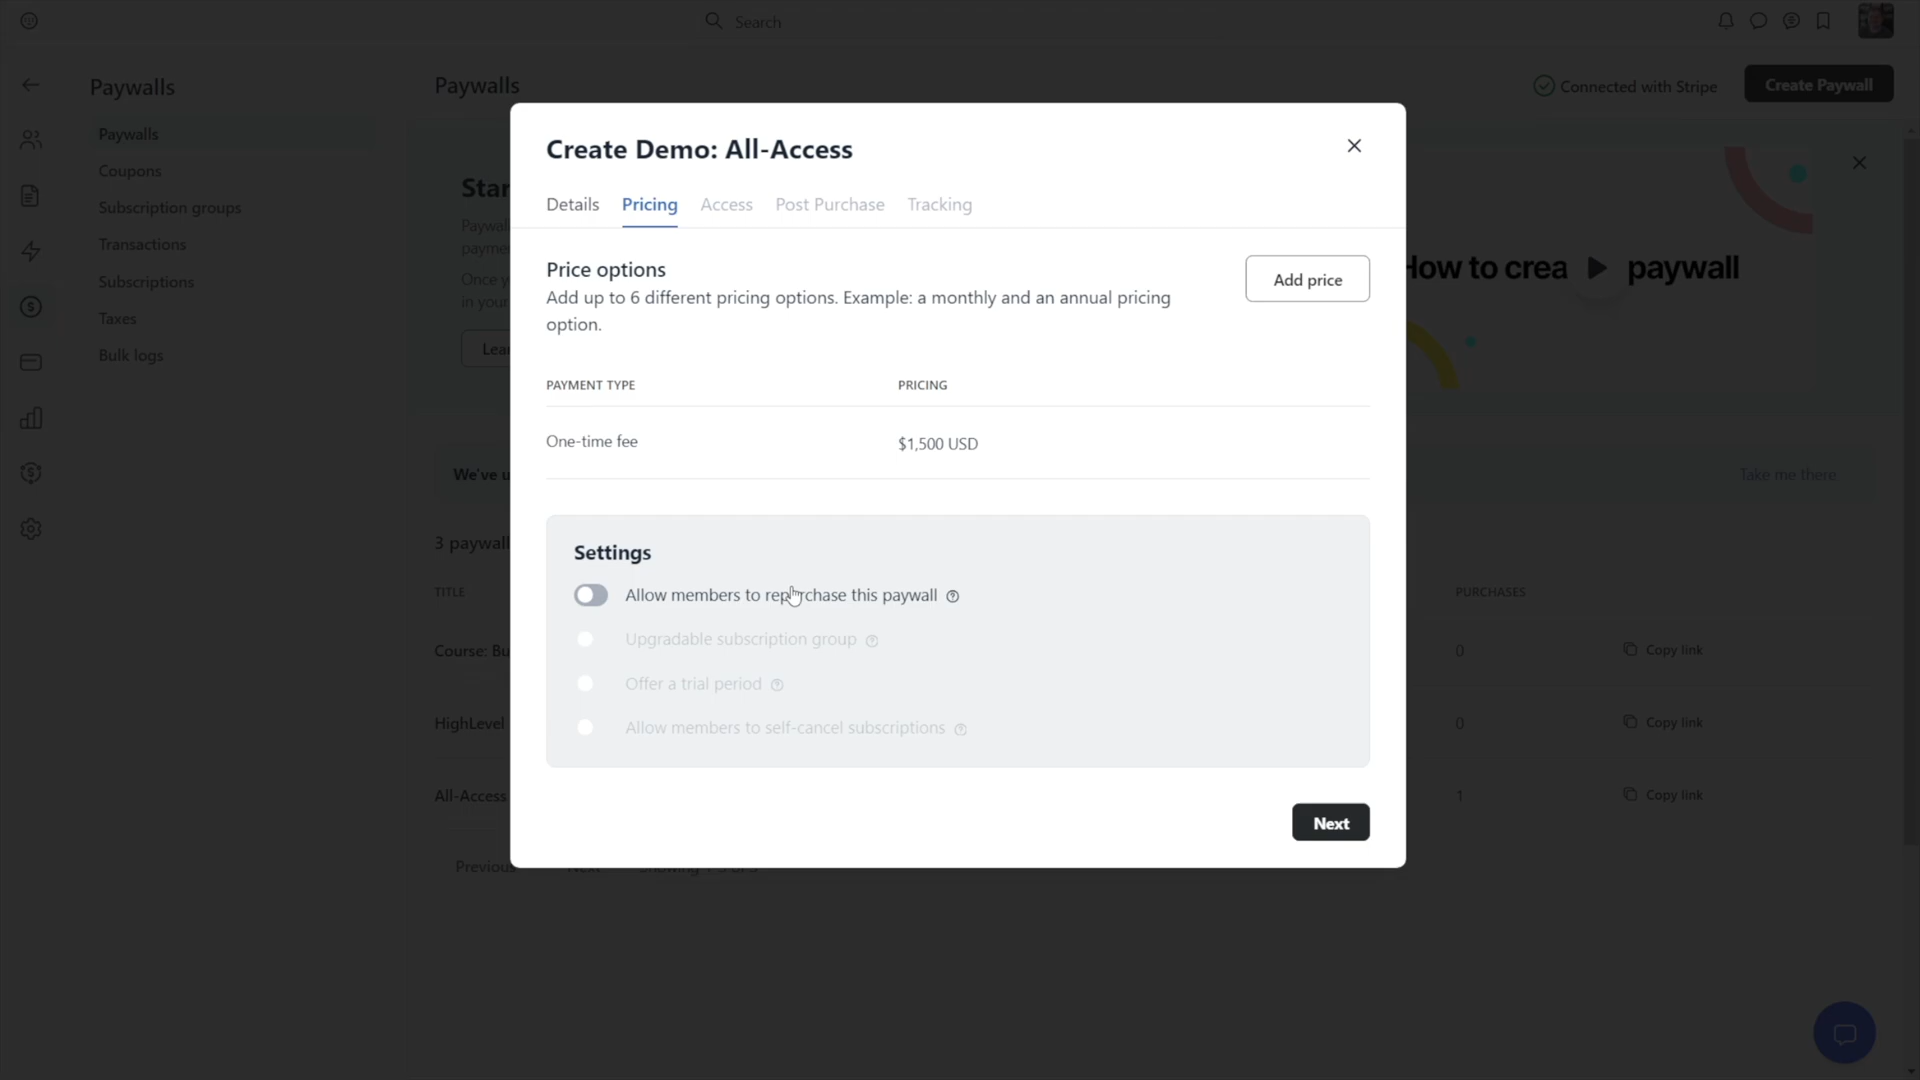 Search
Paywalls
Paywalls
Coupons
Subscription groups
Transactions
Subscriptions
Taxes
Bulk logs
Paywalls
Connected with Stripe
Create Paywall
Create Demo: All-Access
Details Pricing Access Post Purchase Tracking
Price options
Add up to 6 different pricing options. Example: a monthly and an annual pricing
option.
Add price
PAYMENT TYPE PRICING
One-time fee $1,500 USD
Settings
Allow members to repurchase this paywall
Upgradable subscription group
Offer a trial period
Allow members to self-cancel subscriptions
Next
Once
in your
How to crea paywall
We've u
Take me there
3 paywall
TITLE PURCHASES
Course: Bu 0 Copy link
HighLevel 0 Copy link
All-Access 1 Copy link
Previous